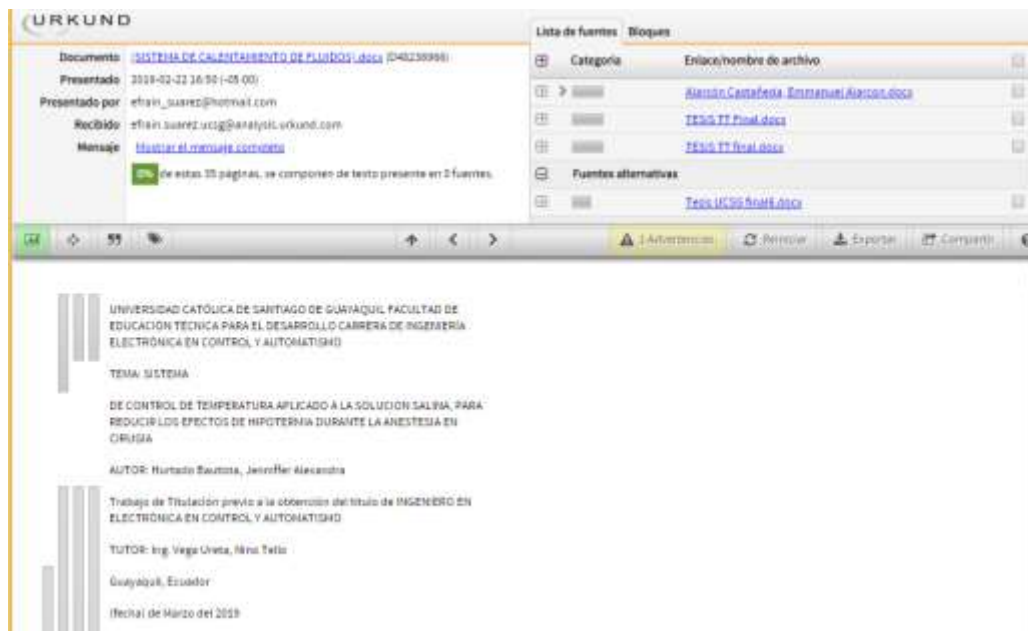 URKUND
Documento [SISTEMA DE CALENTAMIENTO DE FLUIDOS].docx
Presentado 2019-02-22 16:50 (-05:00)
Presentado por efrain_suarez@hotmail.com
Recibido efrain.suarez.ucsg@analysis.urkund.com
Mensaje Mostrar el mensaje completo
0% de estas 35 páginas, se componen de texto presente en 0 fuentes.
Lista de fuentes Bloques
Categoría Enlace/nombre de archivo
Alarcón Castañeda, Emmanuel Alarcon.docx
TESIS TT Final.docx
TESIS TT final.docx
Fuentes alternativas
Tesis UCSG final6.docx
1 Advertencias Reiniciar Exportar Compartir
UNIVERSIDAD CATÓLICA DE SANTIAGO DE GUAYAQUIL FACULTAD DE
EDUCACIÓN TÉCNICA PARA EL DESARROLLO CARRERA DE INGENIERÍA
ELECTRÓNICA EN CONTROL Y AUTOMATISMO
TEMA: SISTEMA
DE CONTROL DE TEMPERATURA APLICADO A LA SOLUCION SALINA, PARA
REDUCIR LOS EFECTOS DE HIPOTERMIA DURANTE LA ANESTESIA EN
CIRUGIA
AUTOR: Hurtado Bautista, Jenniffer Alexandra
Trabajo de Titulación previo a la obtención del título de INGENIERO EN
ELECTRÓNICA EN CONTROL Y AUTOMATISMO
TUTOR: Ing. Vega Ureta, Nino Tello
Guayaquil, Ecuador
(fecha) de Marzo del 2019